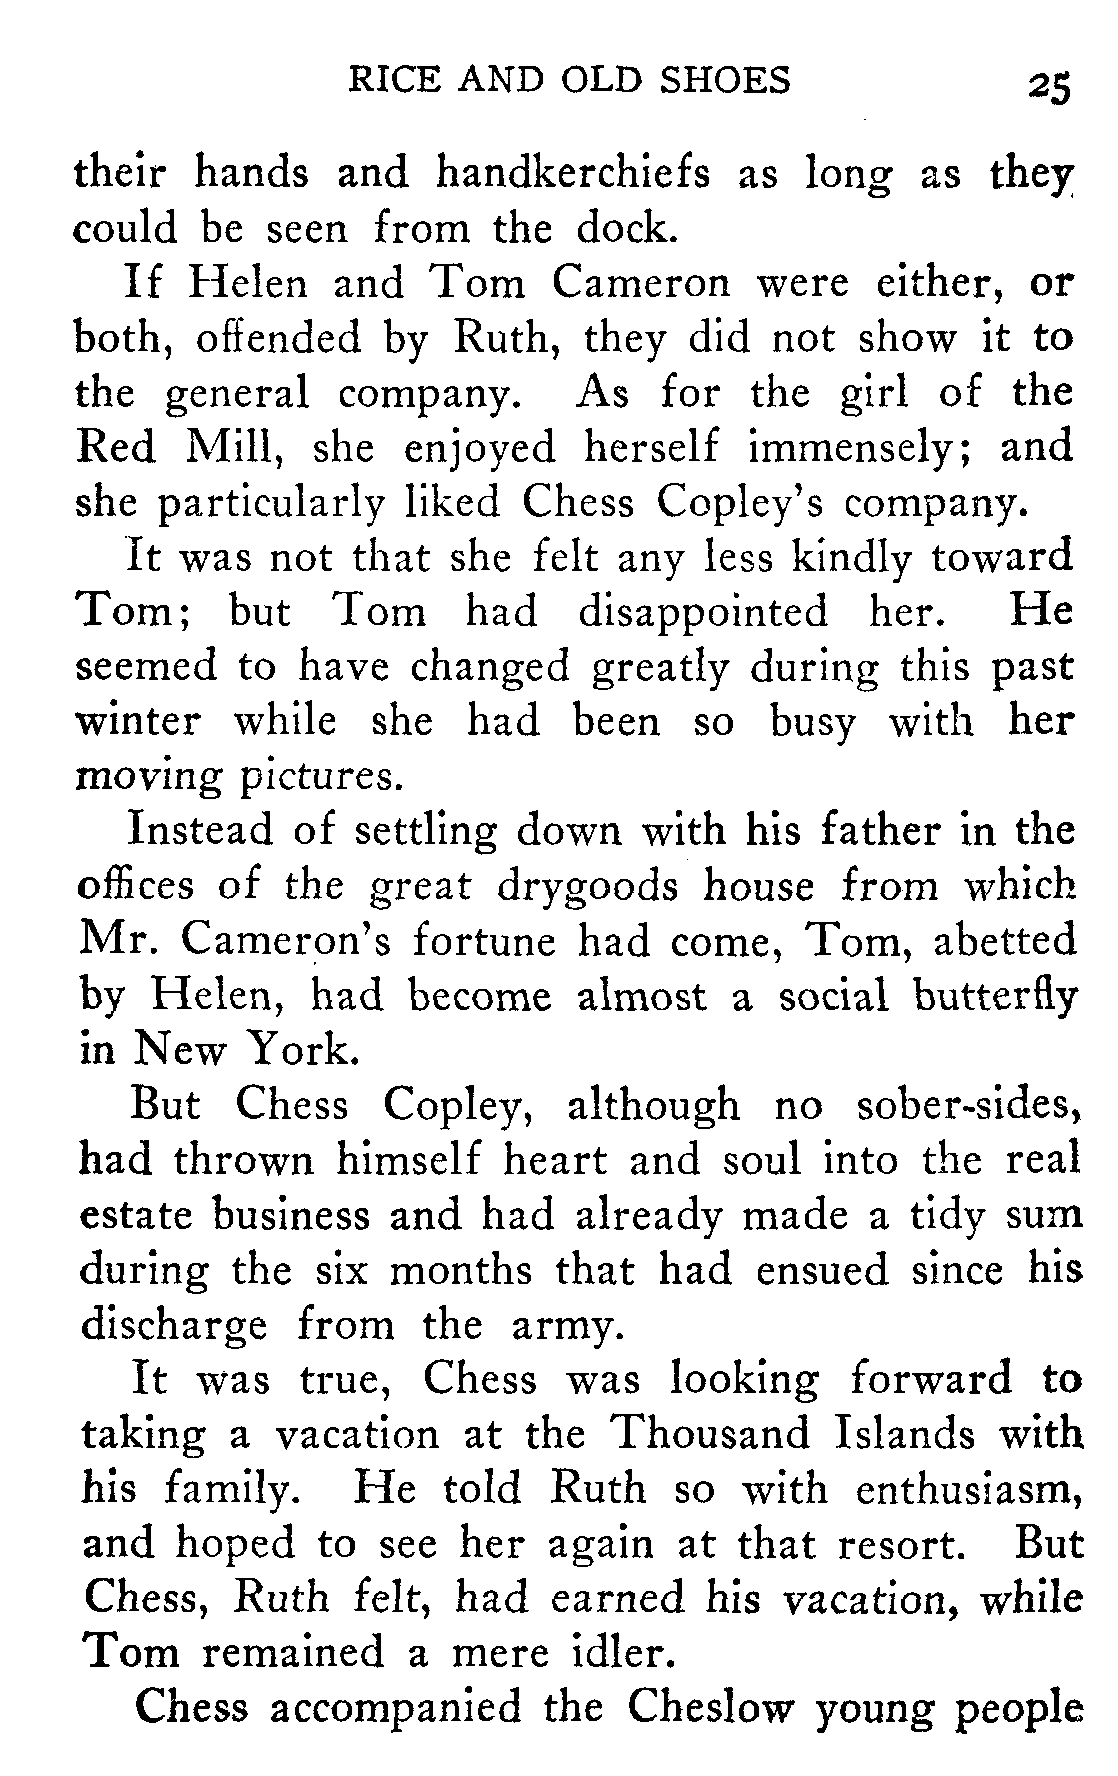 RICE AND OLD SHOES 25
their hands and handkerchiefs as long as they
could be seen from the dock.
If Helen and Tom Cameron were either, or
both, offended by Ruth, they did not show it to
the general company. As for the girl of the
Red Mill, she enjoyed herself immensely; and
she particularly liked Chess Copley's company.
It was not that she felt any less kindly toward
Tom; but Tom had disappointed her. He
seemed to have changed greatly during this past
winter while she had been so busy with her
moving pictures.
Instead of settling down with his father in the
offices of the great drygoods house from which
Mr. Cameron's fortune had come, Tom, abetted
by Helen, had become almost a social butterfly
in New York.
But Chess Copley, although no sober-sides,
had thrown himself heart and soul into the real
estate business and had already made a tidy sum
during the six months that had ensued since his
discharge from the army.
It was true, Chess was looking forward to
taking a vacation at the Thousand Islands with
his family. He told Ruth so with enthusiasm,
and hoped to see her again at that resort. But
Chess, Ruth felt, had earned his vacation, while
Tom remained a mere idler.
Chess accompanied the Cheslow young people